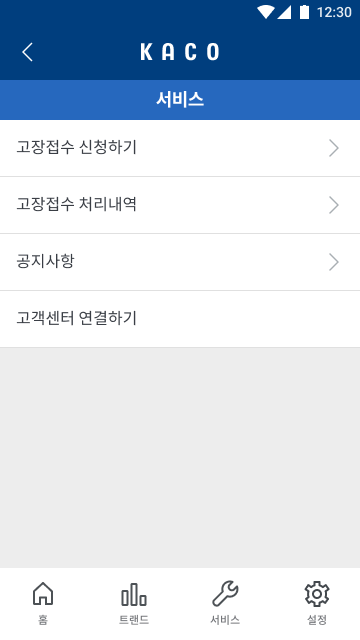 12:30
KACO
서비스
고장접수 신청하기
고장접수 처리내역
공지사항
고객센터 연결하기
홈 트랜드 서비스 설정